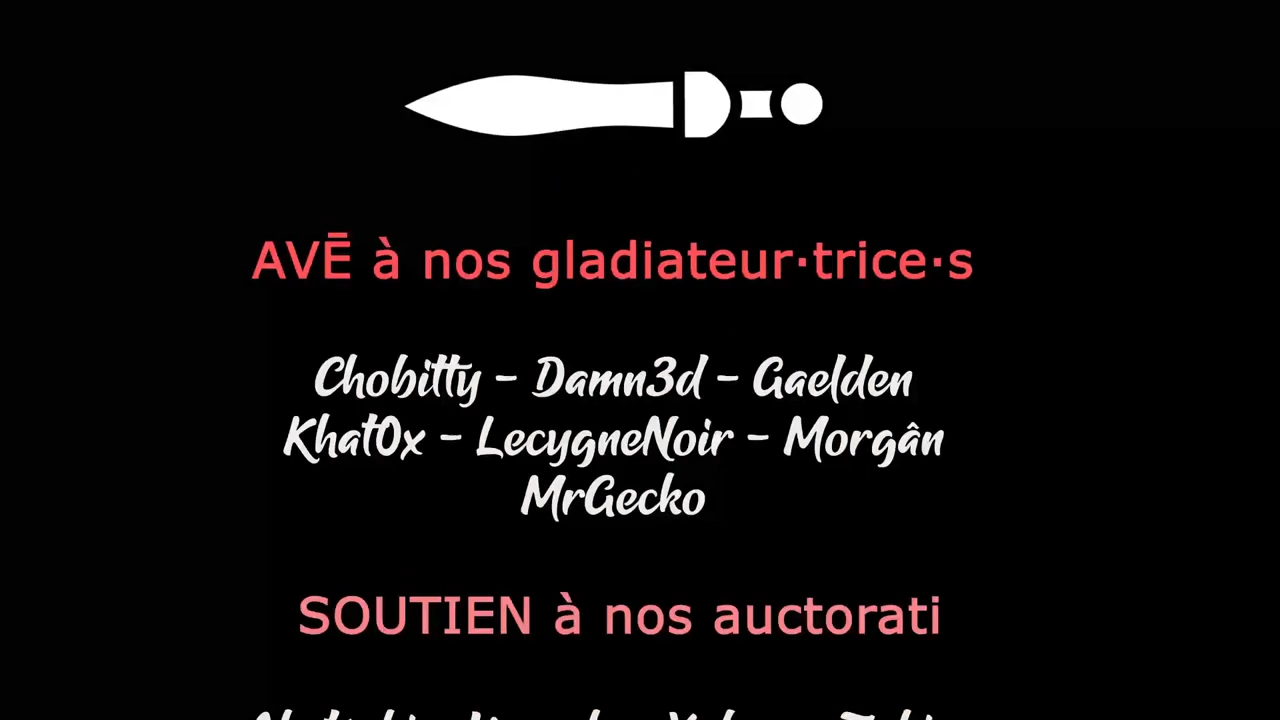 AVĒ à nos gladiateur·trice·s
Chobitty - Damn3d - Gaelden
Khat0x - LecygneNoir - Morgân
MrGecko
SOUTIEN à nos auctorati